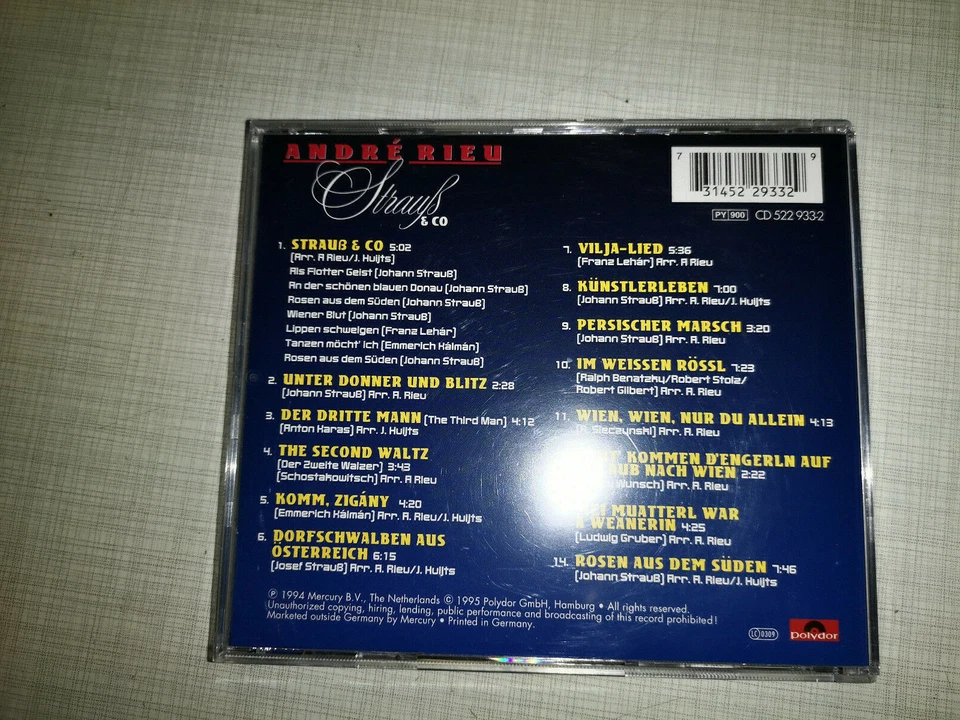 ANDRÉ RIEU
Strauß
& CO
7 31452 29332 9
PY 900 CD 522 933-2
1. STRAUß & CO 5:02
(Arr. A Rieu/J. Huijts)
Als Flotter Geist (Johann Strauß)
An der schönen blauen Donau (Johann Strauß)
Rosen aus dem Süden (Johann Strauß)
Wiener Blut (Johann Strauß)
Lippen schweigen (Franz Lehár)
Tanzen möcht' ich (Emmerich Kálmán)
Rosen aus dem Süden (Johann Strauß)
2. UNTER DONNER UND BLITZ 2:28
(Johann Strauß) Arr. A. Rieu
3. DER DRITTE MANN (The Third Man) 4:12
(Anton Karas) Arr. J. Huijts
4. THE SECOND WALTZ
(Der Zweite Walzer) 3:43
(Schostakowitsch) Arr. A Rieu
5. KOMM, ZIGÁNY 4:20
(Emmerich Kálmán) Arr. A. Rieu/J. Huijts
6. DORFSCHWALBEN AUS
ÖSTERREICH 6:15
(Josef Strauß) Arr. A. Rieu/J. Huijts
7. VILJA-LIED 5:36
(Franz Lehár) Arr. A Rieu
8. KÜNSTLERLEBEN 7:00
(Johann Strauß) Arr. A. Rieu/J. Huijts
9. PERSISCHER MARSCH 3:20
(Johann Strauß) Arr. A. Rieu
10. IM WEISSEN RÖSSL 7:23
(Ralph Benatzky/Robert Stolz/
Robert Gilbert) Arr. A. Rieu
11. WIEN, WIEN, NUR DU ALLEIN 4:13
Sieczynski) Arr. A. Rieu
KOMMEN D'ENGERLN AUF
NACH WIEN 2:22
Wunsch) Arr. A. Rieu
MUATTERL WAR
A WEANERIN 4:25
(Ludwig Gruber) Arr. A. Rieu
14. ROSEN AUS DEM SÜDEN 7:46
(Johann Strauß) Arr. A. Rieu/J. Huijts
℗ 1994 Mercury B.V., The Netherlands © 1995 Polydor GmbH, Hamburg • All rights reserved.
Unauthorized copying, hiring, lending, public performance and broadcasting of this record prohibited!
Marketed outside Germany by Mercury • Printed in Germany.
LC 0309
polydor